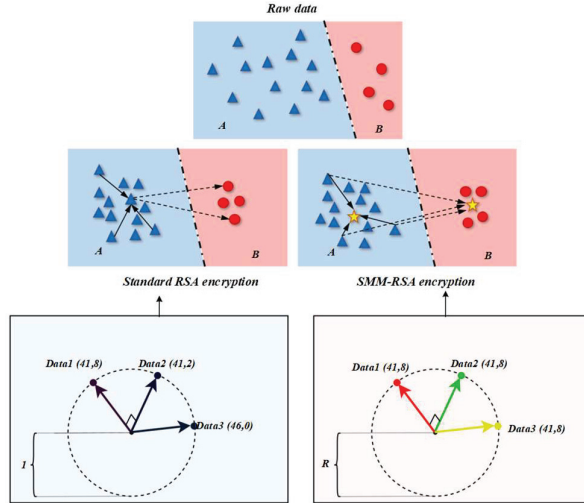 Raw data
A
B
A
B
A
B
Standard RSA encryption
SMM-RSA encryption
Data1 (41,8)
Data2 (41,2)
Data3 (46,0)
1
Data1 (41,8)
Data2 (41,8)
Data3 (41,8)
R